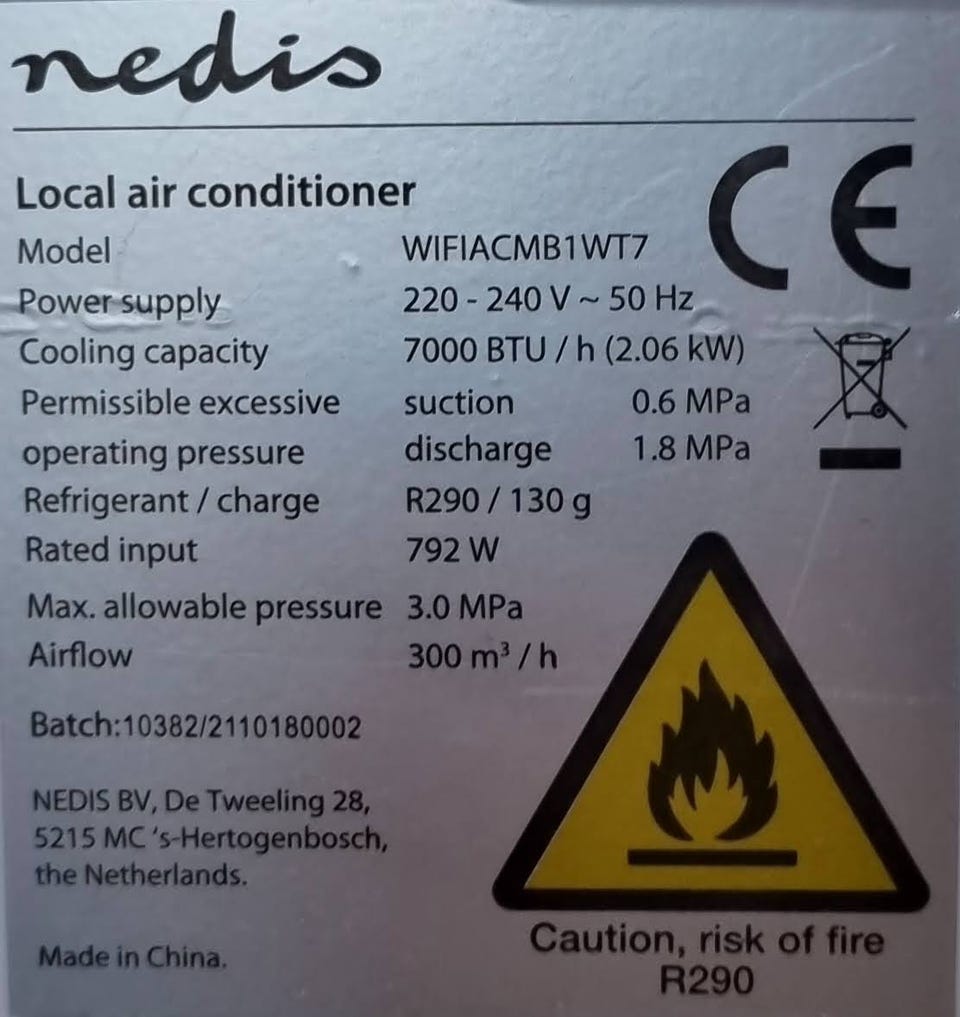 nedis
Local air conditioner
Model WIFIACMB1WT7
Power supply 220 - 240 V ~ 50 Hz
Cooling capacity 7000 BTU / h (2.06 kW)
Permissible excessive suction 0.6 MPa
operating pressure discharge 1.8 MPa
Refrigerant / charge R290 / 130 g
Rated input 792 W
Max. allowable pressure 3.0 MPa
Airflow 300 m³ / h
Batch:10382/2110180002
NEDIS BV, De Tweeling 28,
5215 MC 's-Hertogenbosch,
the Netherlands.
Made in China.
CE
Caution, risk of fire
R290